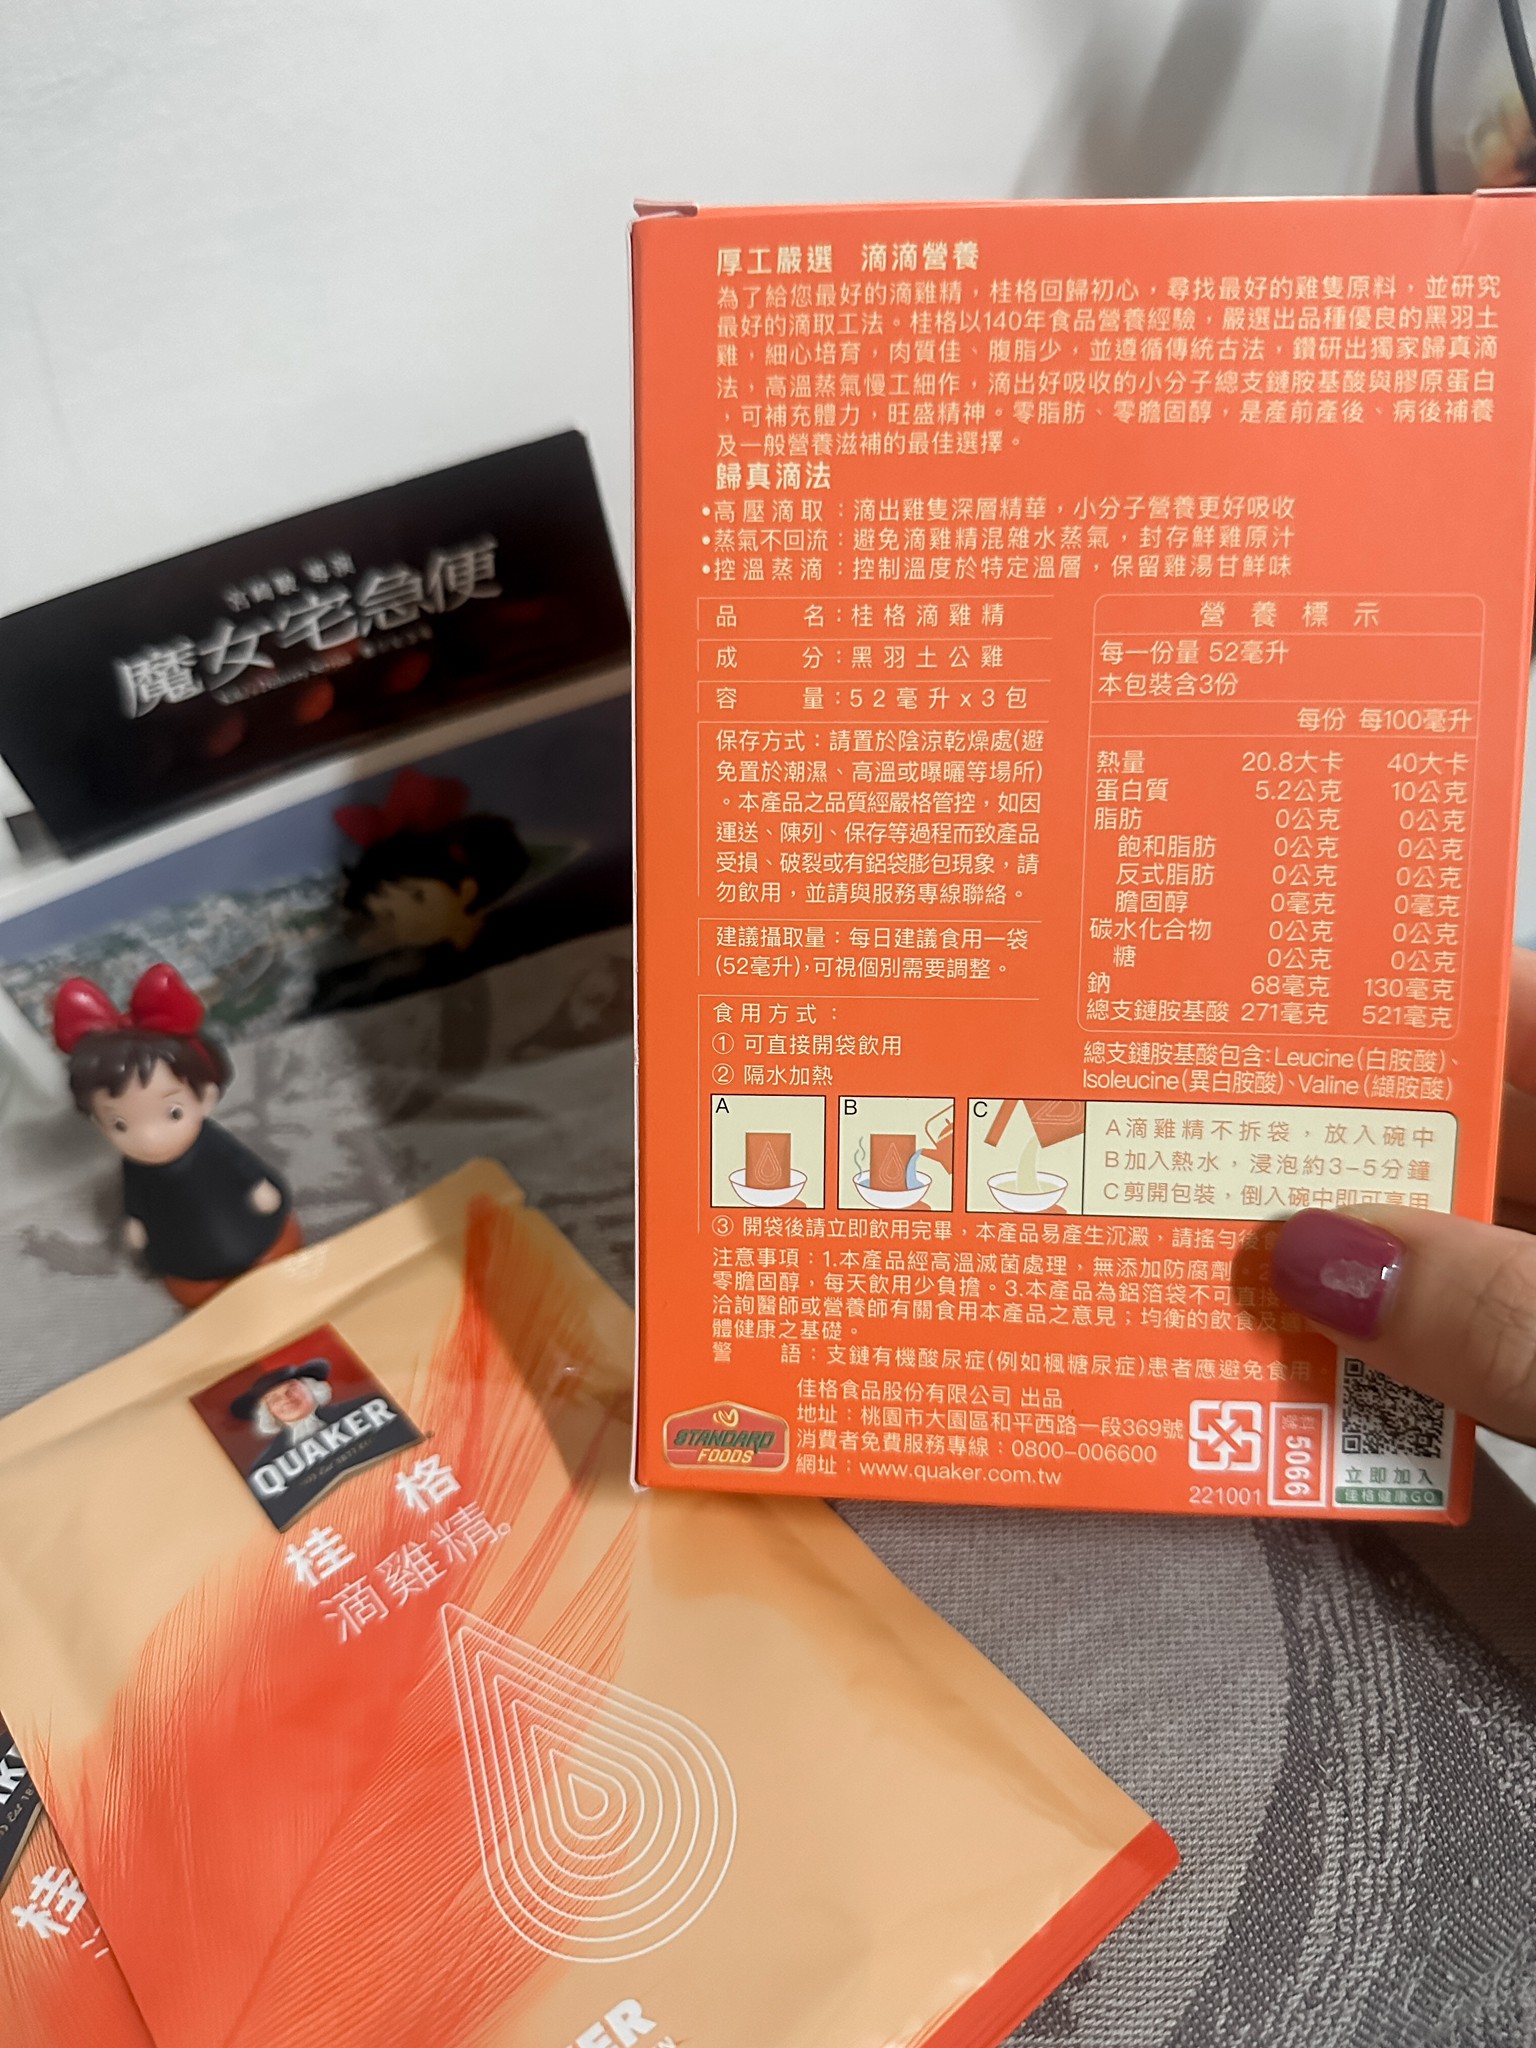 厚工嚴選 滴滴營養
為了給您最好的滴雞精，桂格回歸初心，尋找最好的雞隻原料，並研究
最好的滴取工法。桂格以140年食品營養經驗，嚴選出品種優良的黑羽土
雞，細心培育，肉質佳、腹脂少，並遵循傳統古法，鑽研出獨家歸真滴
法，高溫蒸氣慢工細作，滴出好吸收的小分子總支鏈胺基酸與膠原蛋白
，可補充體力，旺盛精神。零脂肪、零膽固醇，是產前產後、病後補養
及一般營養滋補的最佳選擇。
歸真滴法
•高壓滴取：滴出雞隻深層精華，小分子營養更好吸收
•蒸氣不回流：避免滴雞精混雜水蒸氣，封存鮮雞原汁
•控溫蒸滴：控制溫度於特定溫層，保留雞湯甘鮮味
品名：桂格滴雞精
成分：黑羽土公雞
容量：52毫升x3包
保存方式：請置於陰涼乾燥處(避
免置於潮濕、高溫或曝曬等場所)
。本產品之品質經嚴格管控，如因
運送、陳列、保存等過程而致產品
受損、破裂或有鋁袋膨包現象，請
勿飲用，並請與服務專線聯絡。
建議攝取量：每日建議食用一袋
(52毫升)，可視個別需要調整。
食用方式：
① 可直接開袋飲用
② 隔水加熱
營養標示
每一份量 52毫升
本包裝含3份
每份 每100毫升
熱量 20.8大卡 40大卡
蛋白質 5.2公克 10公克
脂肪 0公克 0公克
飽和脂肪 0公克 0公克
反式脂肪 0公克 0公克
膽固醇 0毫克 0毫克
碳水化合物 0公克 0公克
糖 0公克 0公克
鈉 68毫克 130毫克
總支鏈胺基酸 271毫克 521毫克
總支鏈胺基酸包含：Leucine(白胺酸)、
Isoleucine(異白胺酸)、Valine(纈胺酸)
A
B
C
A滴雞精不拆袋，放入碗中
B加入熱水，浸泡約3-5分鐘
C剪開包裝，倒入碗中即可享用
③ 開袋後請立即飲用完畢，本產品易產生沉澱，請搖勻後
注意事項：1.本產品經高溫滅菌處理，無添加防腐劑。
零膽固醇，每天飲用少負擔。3.本產品為鋁箔袋不可直接
洽詢醫師或營養師有關食用本產品之意見；均衡的飲食及
體健康之基礎。
警語：支鏈有機酸尿症(例如楓糖尿症)患者應避免食用
佳格食品股份有限公司 出品
地址：桃園市大園區和平西路一段369號
消費者免費服務專線：0800-006600
網址：www.quaker.com.tw
STANDARD
FOODS
221001
5066
立即加入
佳格健康GO
宮崎駿 導演
魔女宅急便
QUAKER
桂格
滴雞精
桂